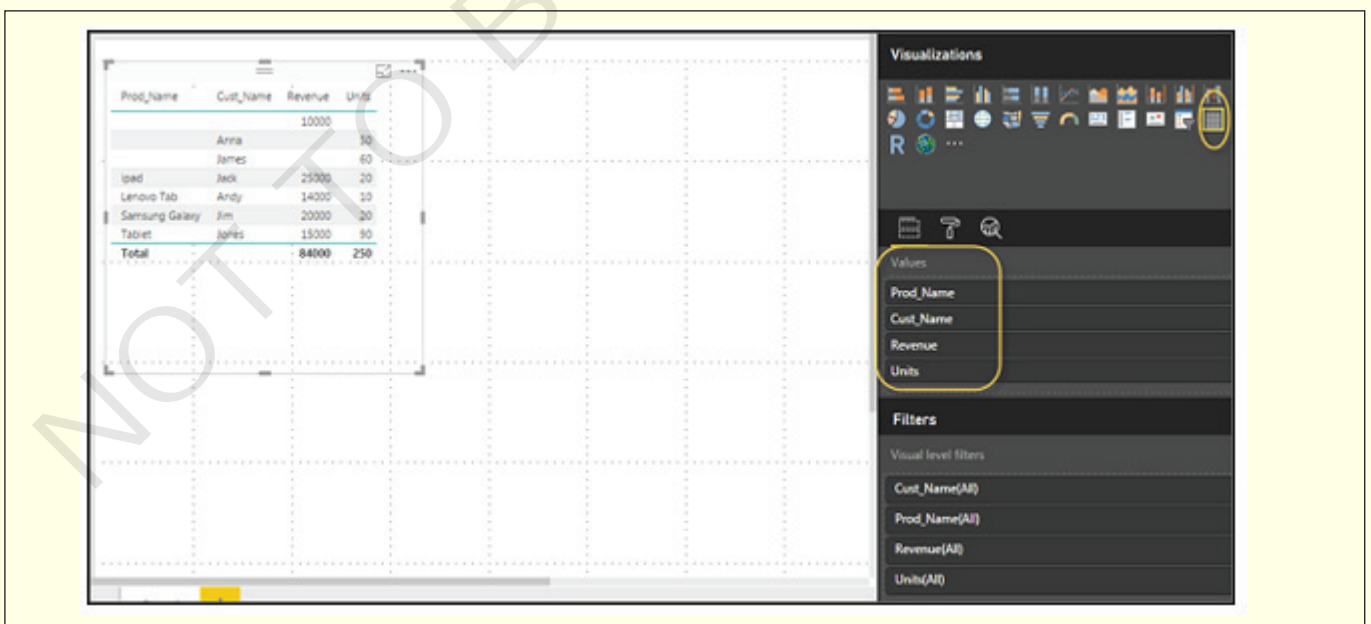 Visualizations
Prod_Name Cust_Name Revenue Units
10000
Anna 50
James 60
ipad Jack 25000 20
Lenovo Tab Andy 14000 10
Samsung Galaxy Jim 20000 20
Tablet Jones 15000 90
Total 84000 250
R
Values
Prod_Name
Cust_Name
Revenue
Units
Filters
Visual level filters
Cust_Name(All)
Prod_Name(All)
Revenue(All)
Units(All)
NOT TO B